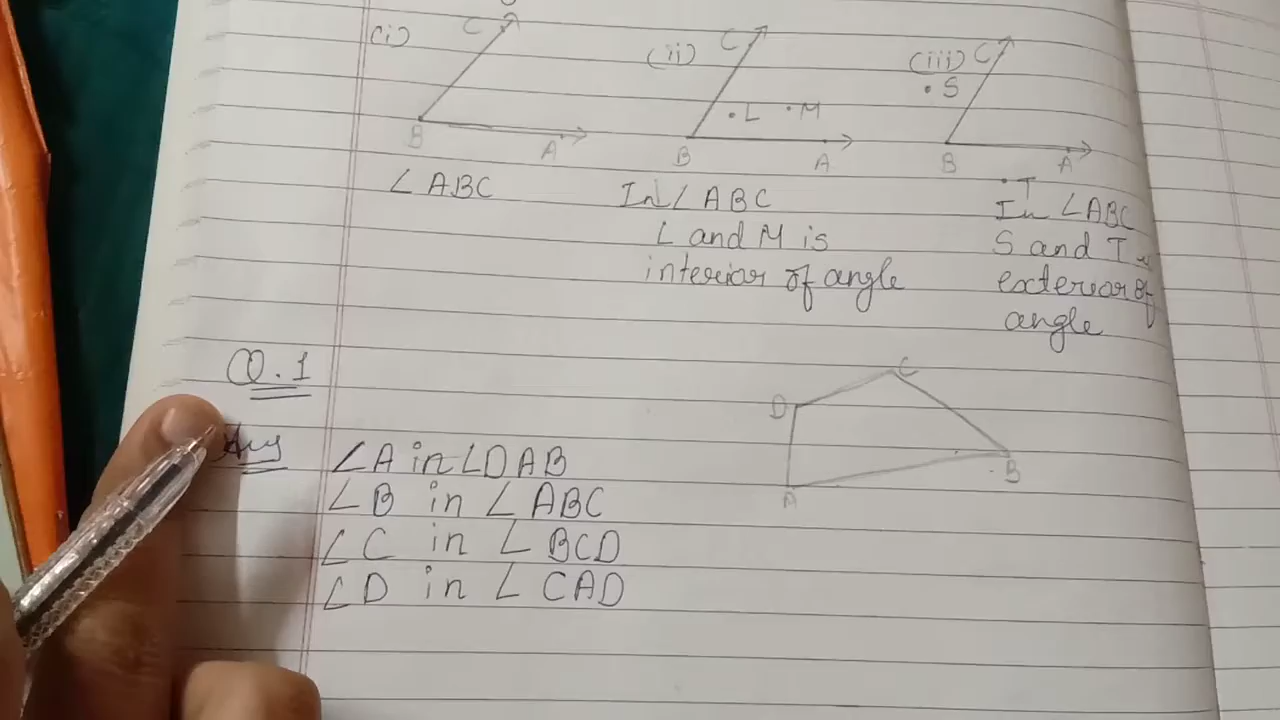 (i) C
(ii) C
(iii) C
. S
. L . M
B A
B A
B A
. T
∠ ABC
In ∠ ABC
L and M is
interior of angle
In ∠ABC
S and T
exterior of
angle
Q. 1
C
D
B
A
Ans
∠A in ∠DAB
∠B in ∠ ABC
∠C in ∠ BCD
∠D in ∠ CAD